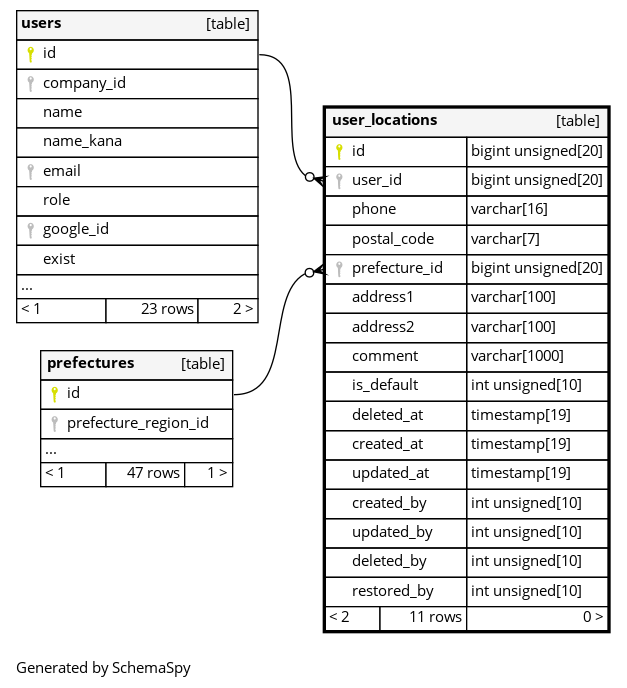 users [table]
id
company_id
name
name_kana
email
role
google_id
exist
...
< 1 23 rows 2 >
prefectures [table]
id
prefecture_region_id
...
< 1 47 rows 1 >
user_locations [table]
id bigint unsigned[20]
user_id bigint unsigned[20]
phone varchar[16]
postal_code varchar[7]
prefecture_id bigint unsigned[20]
address1 varchar[100]
address2 varchar[100]
comment varchar[1000]
is_default int unsigned[10]
deleted_at timestamp[19]
created_at timestamp[19]
updated_at timestamp[19]
created_by int unsigned[10]
updated_by int unsigned[10]
deleted_by int unsigned[10]
restored_by int unsigned[10]
< 2 11 rows 0 >
Generated by SchemaSpy